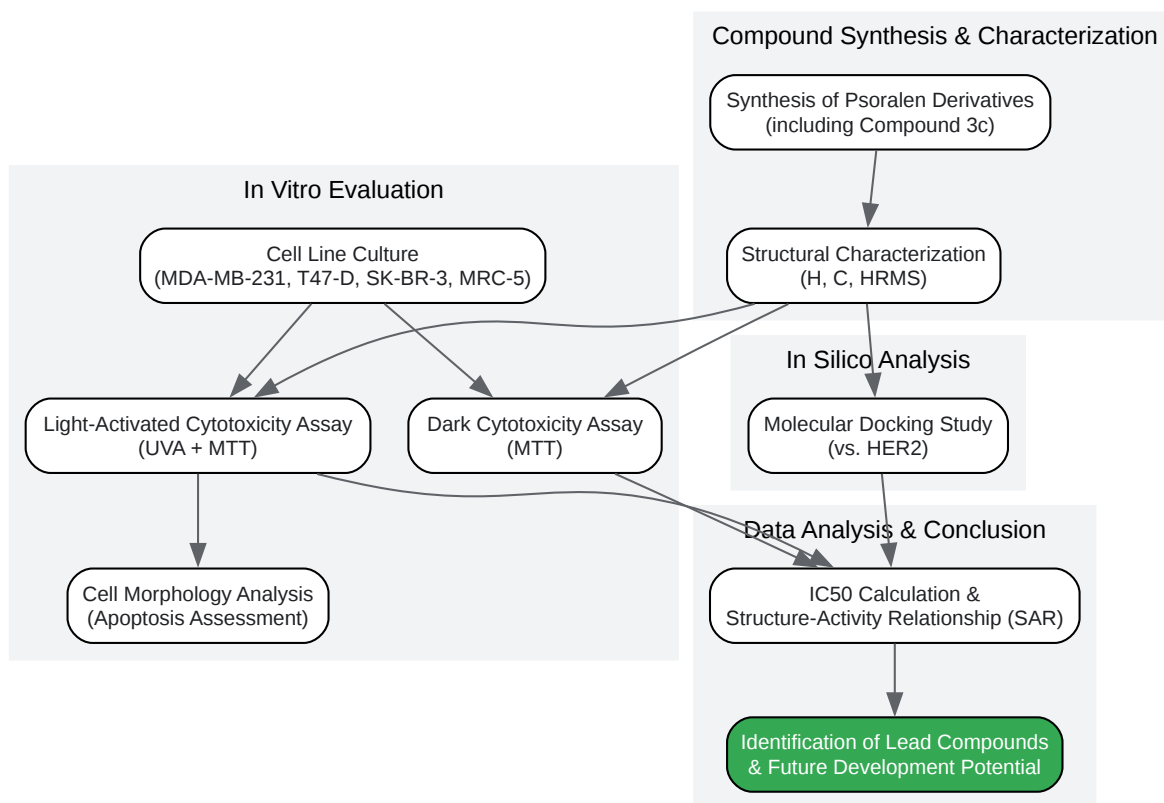 Compound Synthesis & Characterization
Synthesis of Psoralen Derivatives
(including Compound 3c)
In Vitro Evaluation
Cell Line Culture
(MDA-MB-231, T47-D, SK-BR-3, MRC-5)
Structural Characterization
(H, C, HRMS)
In Silico Analysis
Light-Activated Cytotoxicity Assay
(UVA + MTT)
Dark Cytotoxicity Assay
(MTT)
Molecular Docking Study
(vs. HER2)
Data Analysis & Conclusion
Cell Morphology Analysis
(Apoptosis Assessment)
IC50 Calculation &
Structure-Activity Relationship (SAR)
Identification of Lead Compounds
& Future Development Potential